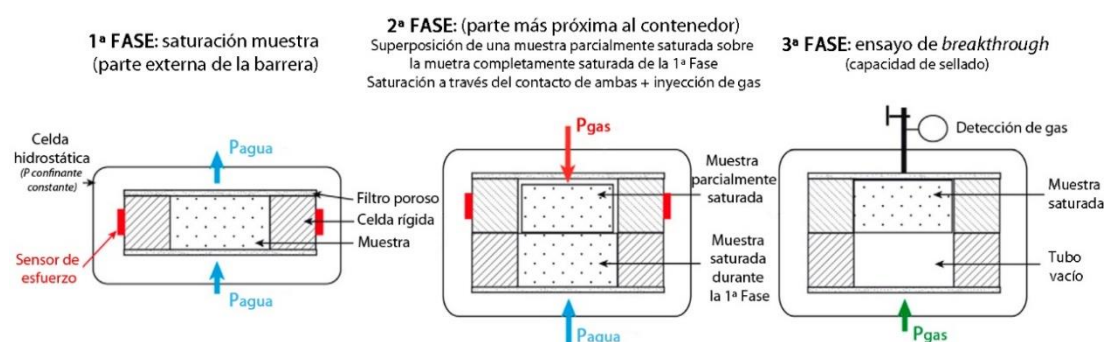 1ª FASE: saturación muestra
(parte externa de la barrera)
Celda
hidrostática
(P confinante
constante)
Pagua
Filtro poroso
Celda rígida
Muestra
Sensor de
esfuerzo
Pagua
2ª FASE: (parte más próxima al contenedor)
Superposición de una muestra parcialmente saturada sobre
la muetra completamente saturada de la 1ª Fase
Saturación a través del contacto de ambas + inyección de gas
Pgas
Muestra
parcialmente
saturada
Muestra
saturada
durante
la 1ª Fase
Pagua
3ª FASE: ensayo de breakthrough
(capacidad de sellado)
Detección de gas
Muestra
saturada
Tubo
vacío
Pgas